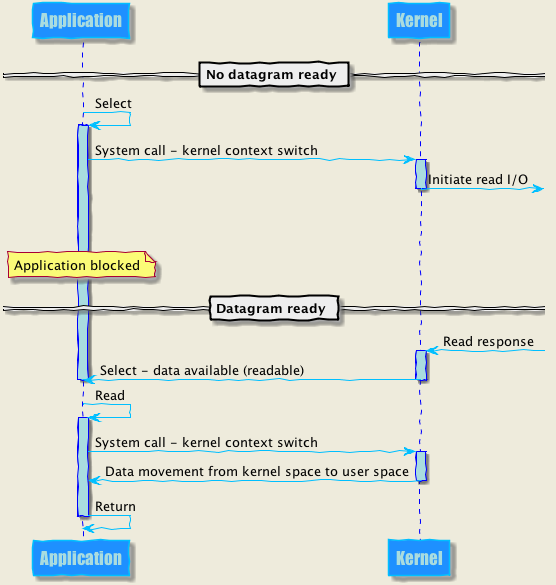 Application
Kernel
No datagram ready
Select
System call - kernel context switch
Initiate read I/O
Application blocked
Datagram ready
Read response
Select - data available (readable)
Read
System call - kernel context switch
Data movement from kernel space to user space
Return
Application
Kernel